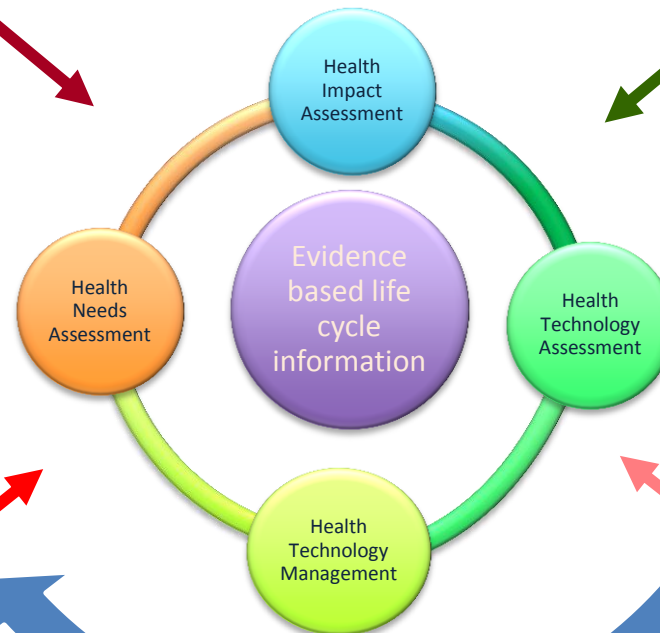 Health
Impact
Assessment
Evidence
based life
cycle
information
Health
Needs
Assessment
Health
Technology
Assessment
Health
Technology
Management